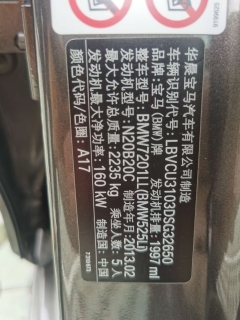 华晨宝马汽车有限公司制造
车辆识别代号: LBVCU3103DSG32650
品牌: 宝马 (BMW) 牌 发动机排量: 1997 ml
整车型号: BMW7201LL(BMW525Li)
发动机型号: N20B20C 制造年月: 2013.02
最大允许总质量: 2235 kg 乘坐人数: 5 人
发动机最大净功率: 160 kW 制造国: 中国
颜色代码/色圈: A17